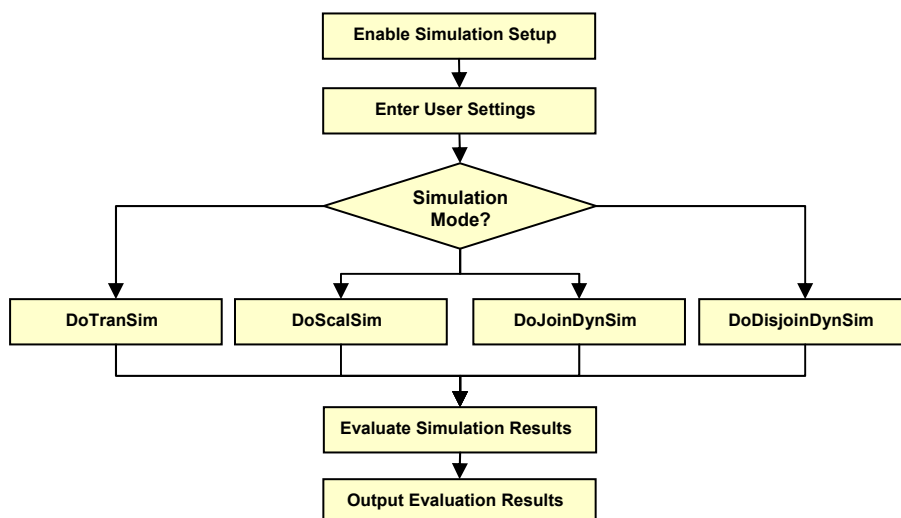 Enable Simulation Setup
Enter User Settings
Simulation
Mode?
DoTranSim
DoScalSim
DoJoinDynSim
DoDisjoinDynSim
Evaluate Simulation Results
Output Evaluation Results